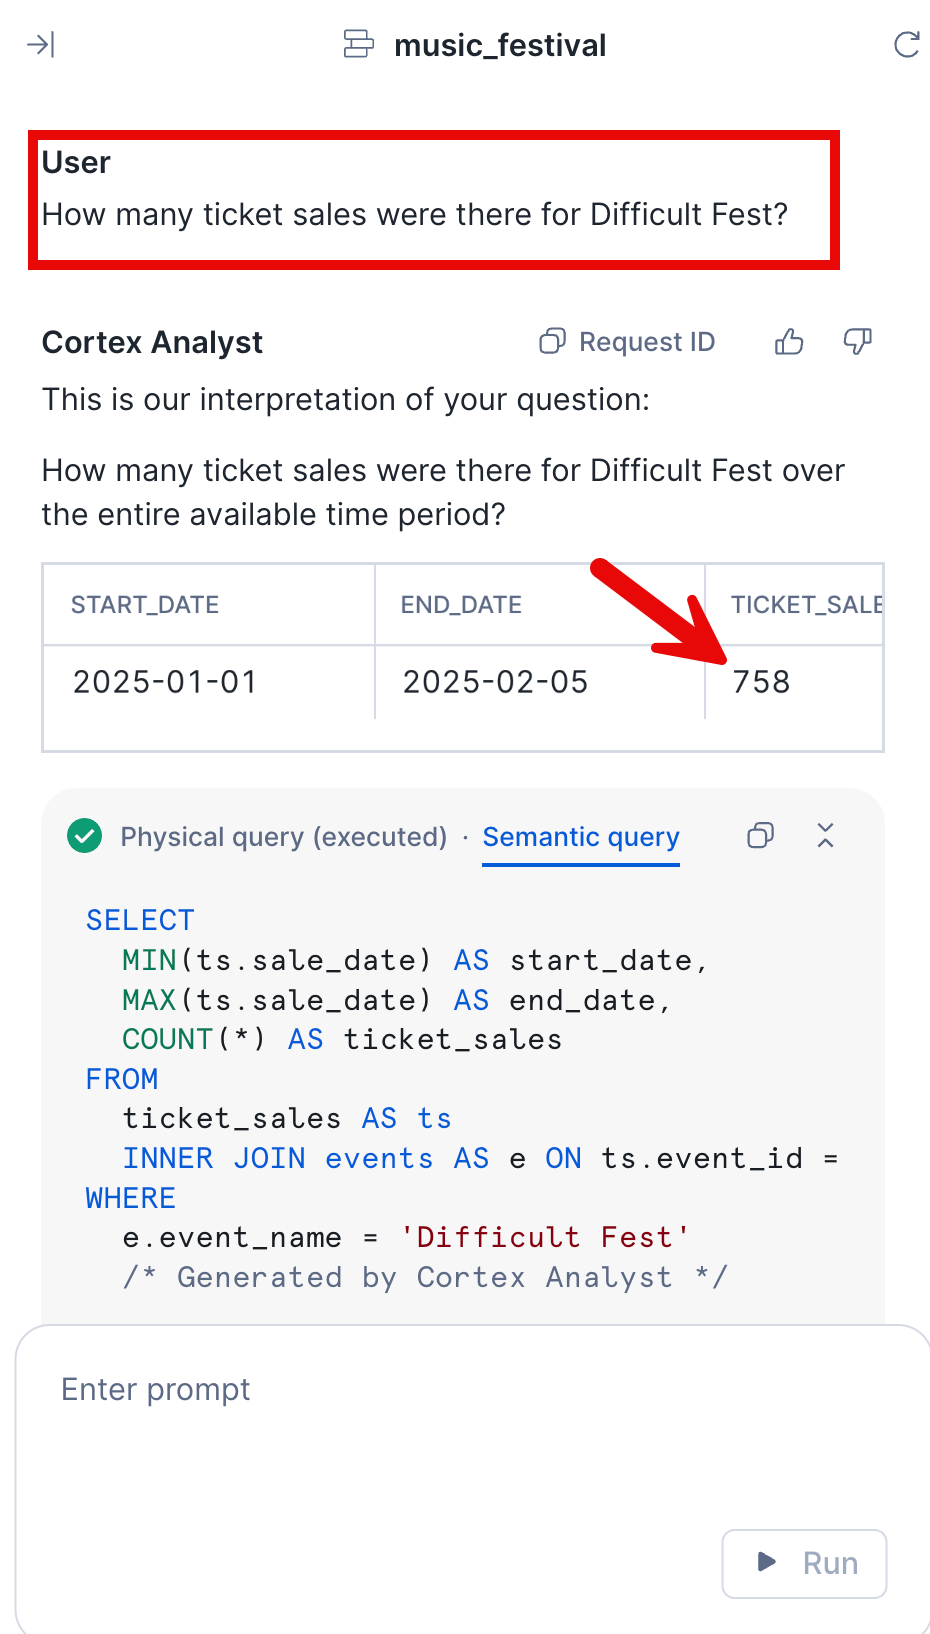 music_festival
User
How many ticket sales were there for Difficult Fest?
Cortex Analyst Request ID
This is our interpretation of your question:
How many ticket sales were there for Difficult Fest over
the entire available time period?
START_DATE END_DATE TICKET_SALE
2025-01-01 2025-02-05 758
Physical query (executed) · Semantic query
SELECT
MIN(ts.sale_date) AS start_date,
MAX(ts.sale_date) AS end_date,
COUNT(*) AS ticket_sales
FROM
ticket_sales AS ts
INNER JOIN events AS e ON ts.event_id =
WHERE
e.event_name = 'Difficult Fest'
/* Generated by Cortex Analyst */
Enter prompt
Run